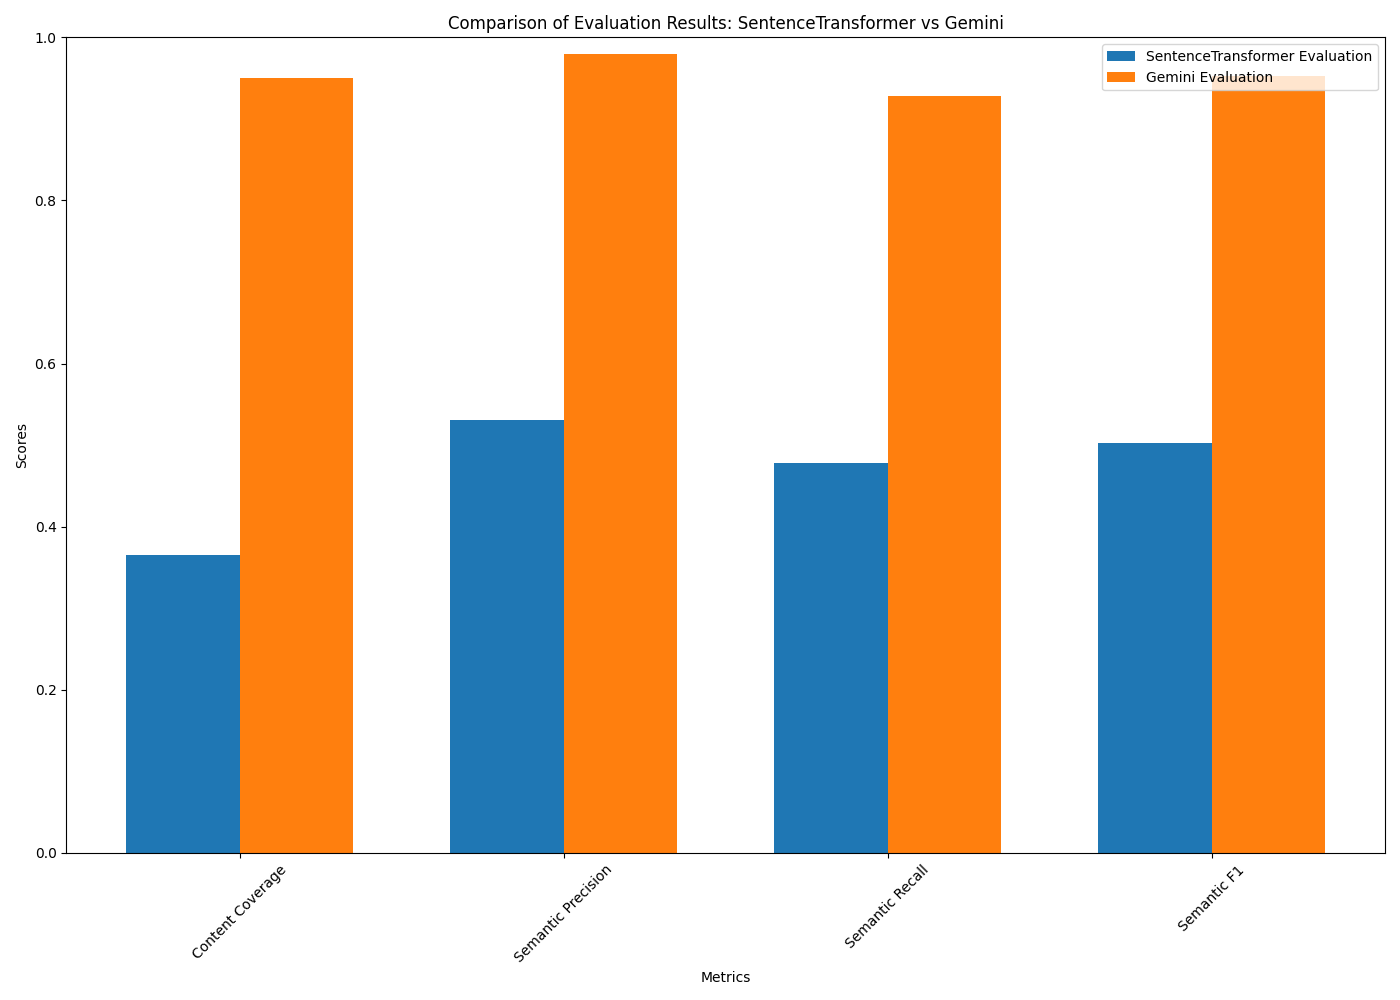 Comparison of Evaluation Results: SentenceTransformer vs Gemini
SentenceTransformer Evaluation
Gemini Evaluation
Scores
1.0
0.8
0.6
0.4
0.2
0.0
Content Coverage
Semantic Precision
Semantic Recall
Semantic F1
Metrics